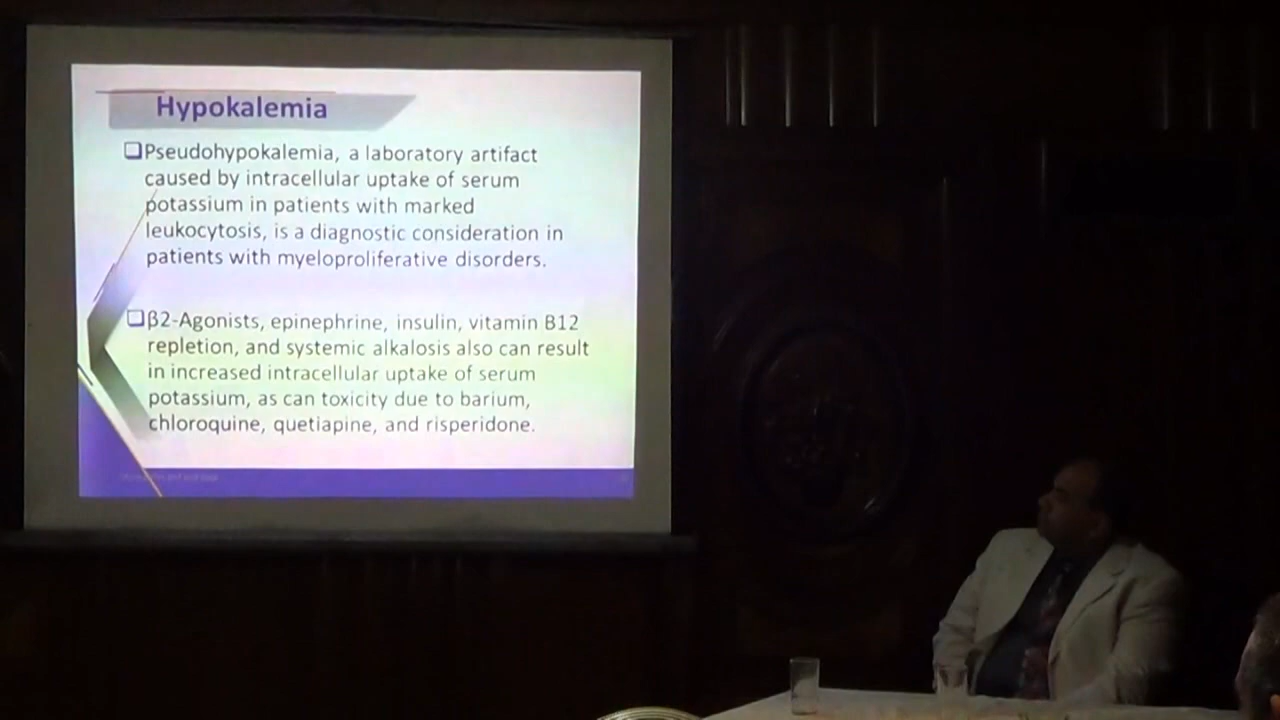 Hypokalemia
❑Pseudohypokalemia, a laboratory artifact
caused by intracellular uptake of serum
potassium in patients with marked
leukocytosis, is a diagnostic consideration in
patients with myeloproliferative disorders.
❑β2-Agonists, epinephrine, insulin, vitamin B12
repletion, and systemic alkalosis also can result
in increased intracellular uptake of serum
potassium, as can toxicity due to barium,
chloroquine, quetiapine, and risperidone.